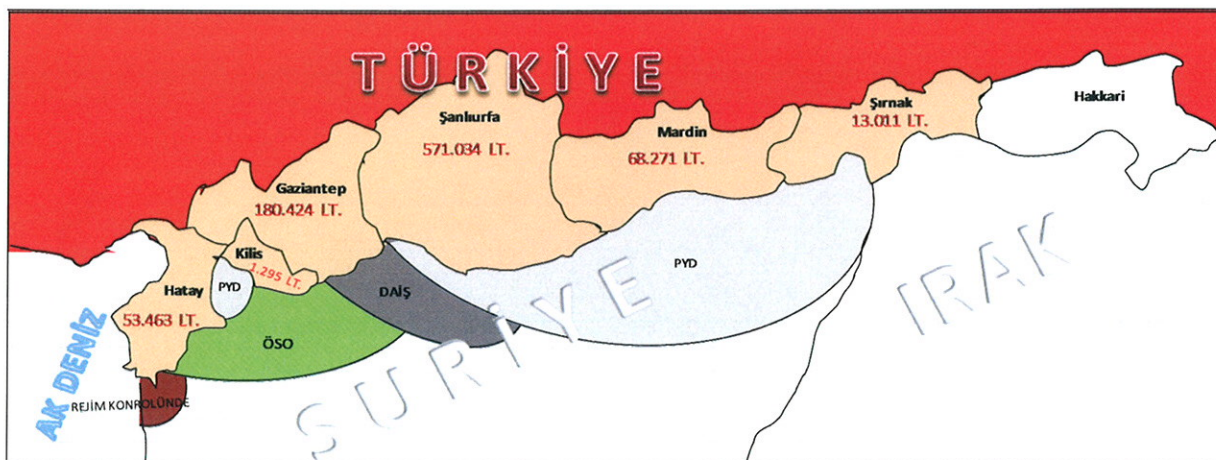 TÜRKİYE
Şanlıurfa
571.034 LT.
Mardin
68.271 LT.
Şırnak
13.011 LT.
Hakkari
Gaziantep
180.424 LT.
Kilis
1.295 LT.
Hatay
53.463 LT.
PYD
DAİŞ
PYD
ÖSO
REJİM KONROLÜNDE
AK DENİZ
SURİYE
IRAK